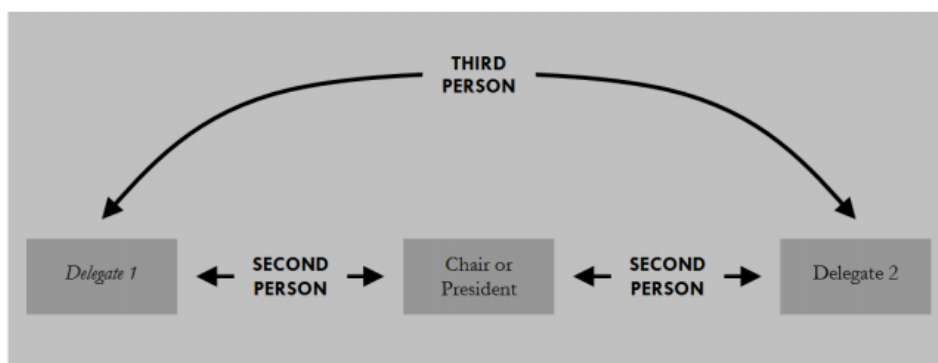 THIRD
PERSON
Delegate 1
SECOND
PERSON
Chair or
President
SECOND
PERSON
Delegate 2